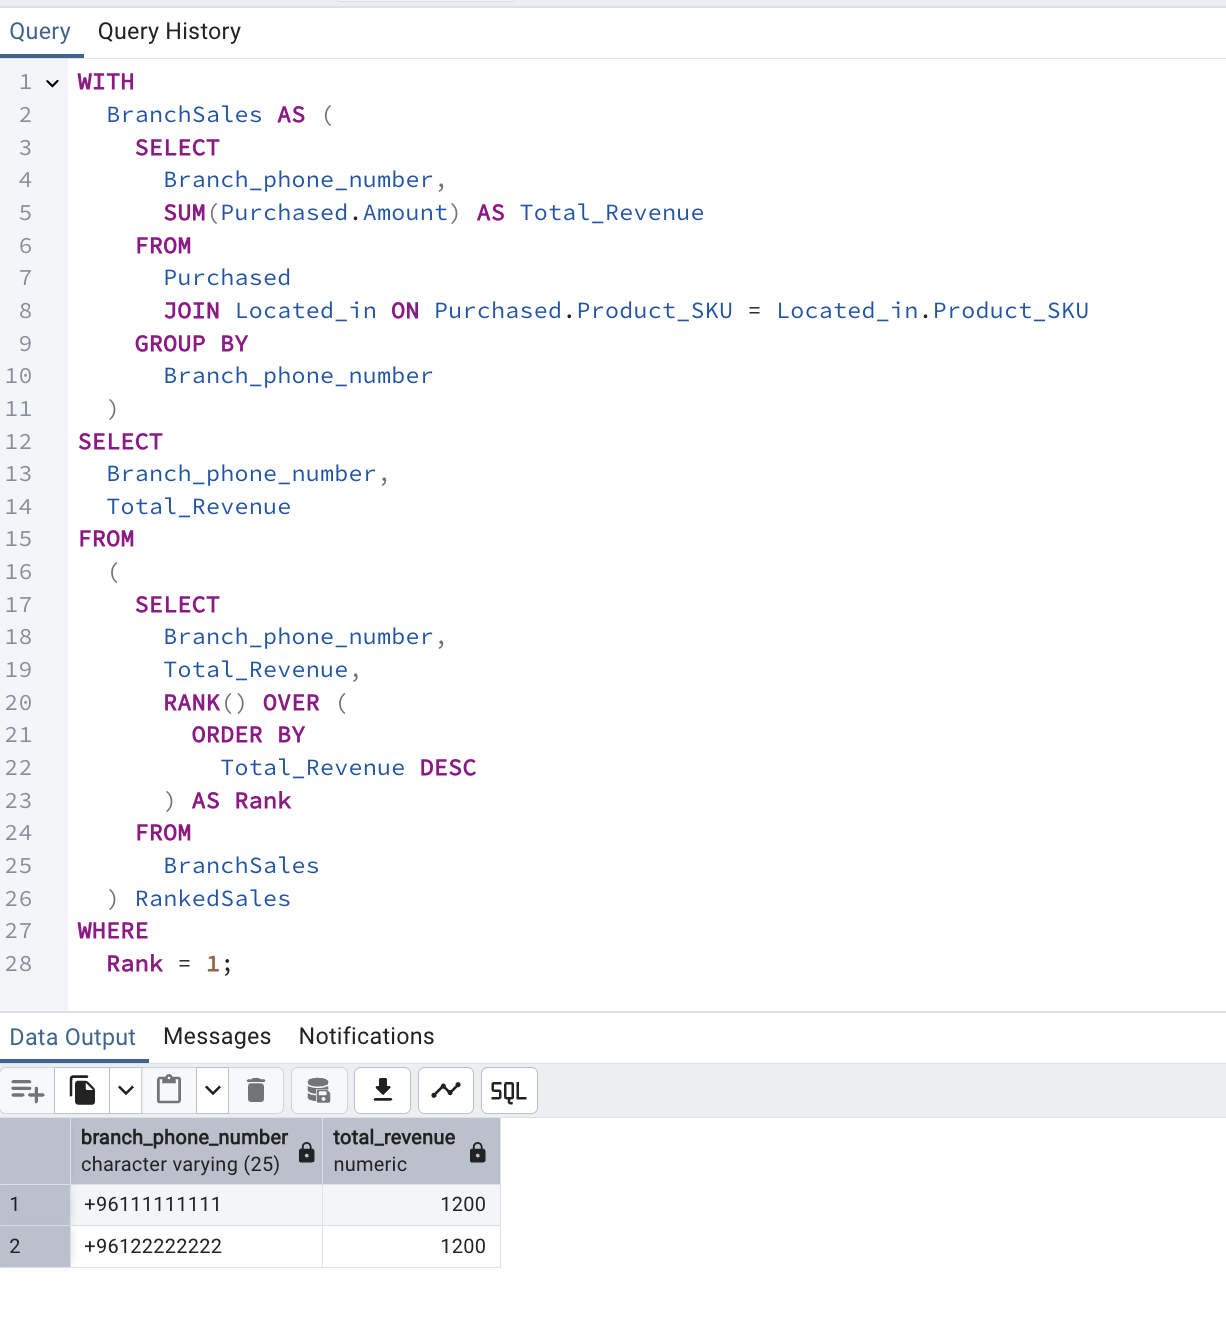 Query Query History
1 WITH
2 BranchSales AS (
3 SELECT
4 Branch_phone_number,
5 SUM(Purchased.Amount) AS Total_Revenue
6 FROM
7 Purchased
8 JOIN Located_in ON Purchased.Product_SKU = Located_in.Product_SKU
9 GROUP BY
10 Branch_phone_number
11 )
12 SELECT
13 Branch_phone_number,
14 Total_Revenue
15 FROM
16 (
17 SELECT
18 Branch_phone_number,
19 Total_Revenue,
20 RANK() OVER (
21 ORDER BY
22 Total_Revenue DESC
23 ) AS Rank
24 FROM
25 BranchSales
26 ) RankedSales
27 WHERE
28 Rank = 1;
Data Output Messages Notifications
SQL
branch_phone_number total_revenue
character varying (25) numeric
1 +96111111111 1200
2 +96122222222 1200